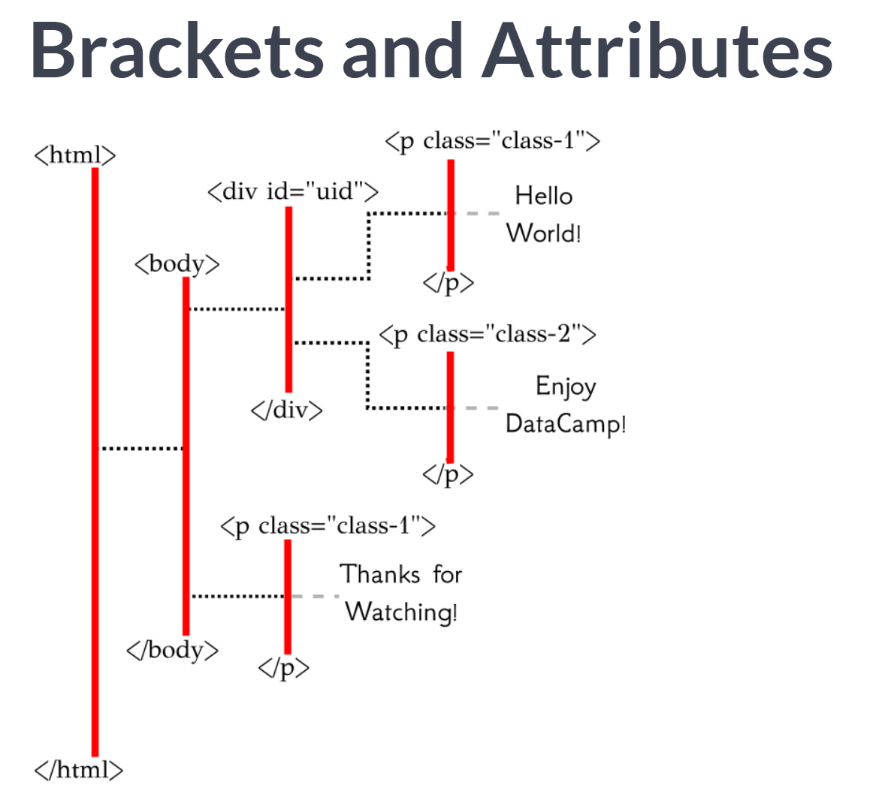 Brackets and Attributes
<html>
<body>
<div id="uid">
<p class="class-1">
Hello
World!
</p>
<p class="class-2">
Enjoy
DataCamp!
</p>
</div>
<p class="class-1">
Thanks for
Watching!
</p>
</body>
</html>